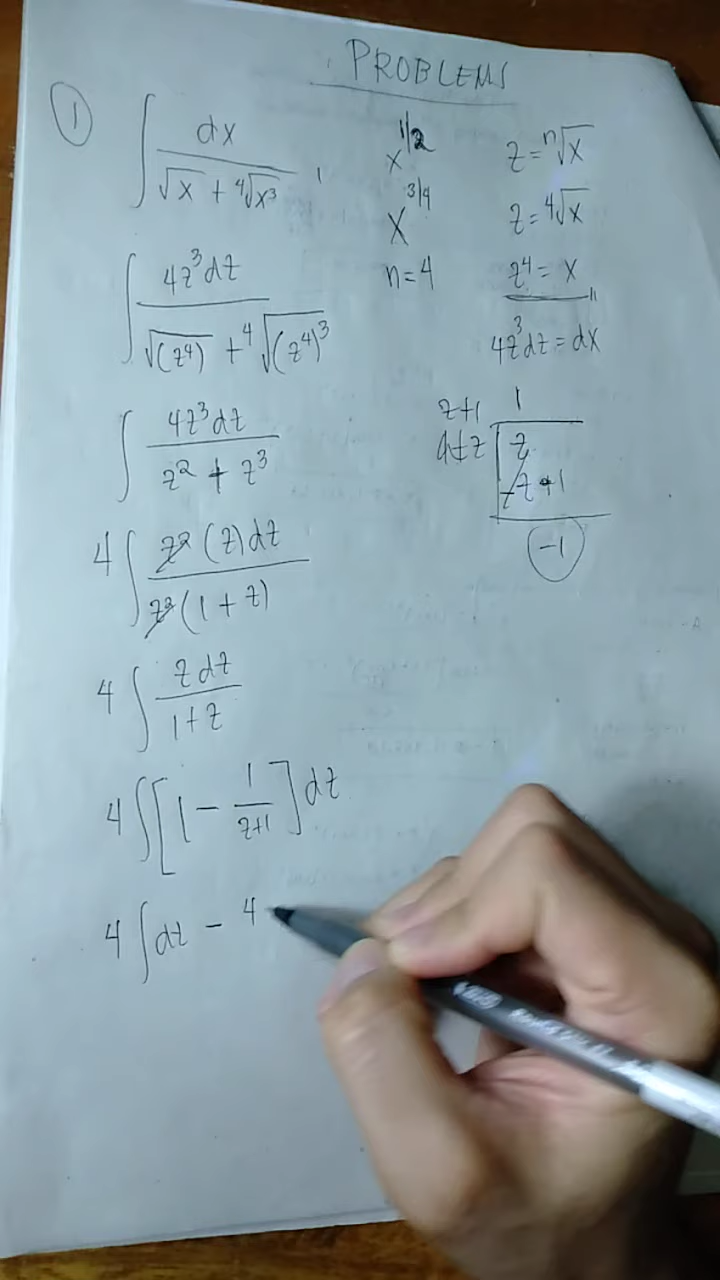 PROBLEMS
① ∫ dx / (√x + ⁴√x³) ,
∫ 4z³dz / (√(z⁴) + ⁴√(z⁴)³)
∫ 4z³dz / (z² + z³)
4 ∫ z²(z)dz / z²(1 + z)
4 ∫ zdz / (1+z)
4 ∫ [1 − 1/(z+1)] dz
4 ∫ dz − 4
x^1/2
x^3/4
n=4
z = ⁿ√x
z = ⁴√x
z⁴ = x
4z³dz = dx
z+1
1
z
-z+1
-1